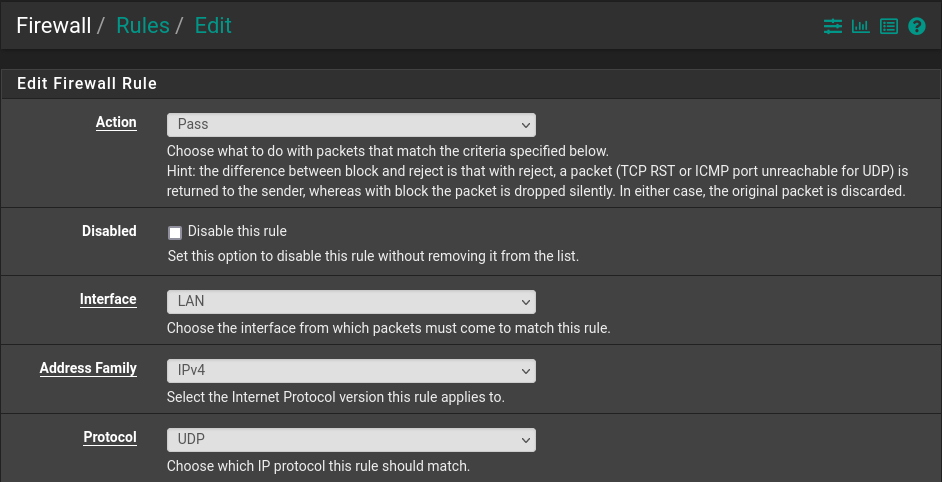 Firewall / Rules / Edit
Edit Firewall Rule
Action
Pass
Choose what to do with packets that match the criteria specified below.
Hint: the difference between block and reject is that with reject, a packet (TCP RST or ICMP port unreachable for UDP) is
returned to the sender, whereas with block the packet is dropped silently. In either case, the original packet is discarded.
Disabled
Disable this rule
Set this option to disable this rule without removing it from the list.
Interface
LAN
Choose the interface from which packets must come to match this rule.
Address Family
IPv4
Select the Internet Protocol version this rule applies to.
Protocol
UDP
Choose which IP protocol this rule should match.